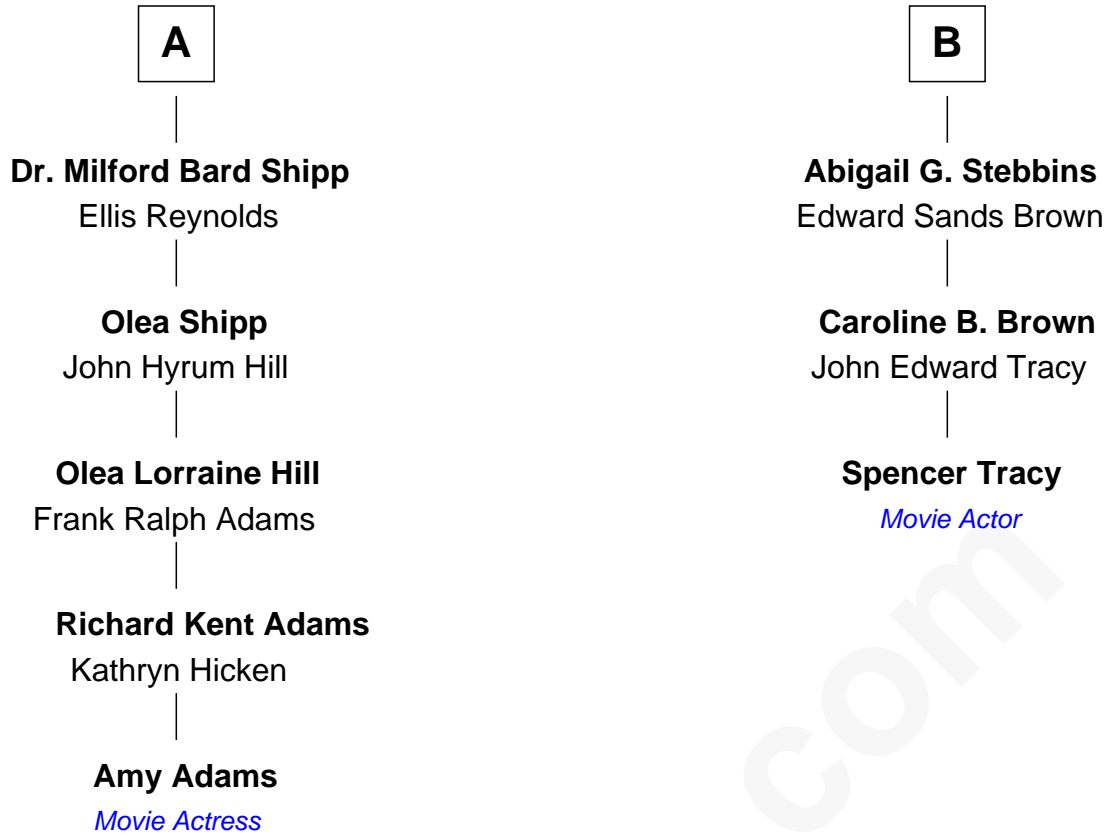 A
Dr. Milford Bard Shipp
Ellis Reynolds
Olea Shipp
John Hyrum Hill
Olea Lorraine Hill
Frank Ralph Adams
Richard Kent Adams
Kathryn Hicken
Amy Adams
Movie Actress
B
Abigail G. Stebbins
Edward Sands Brown
Caroline B. Brown
John Edward Tracy
Spencer Tracy
Movie Actor
com